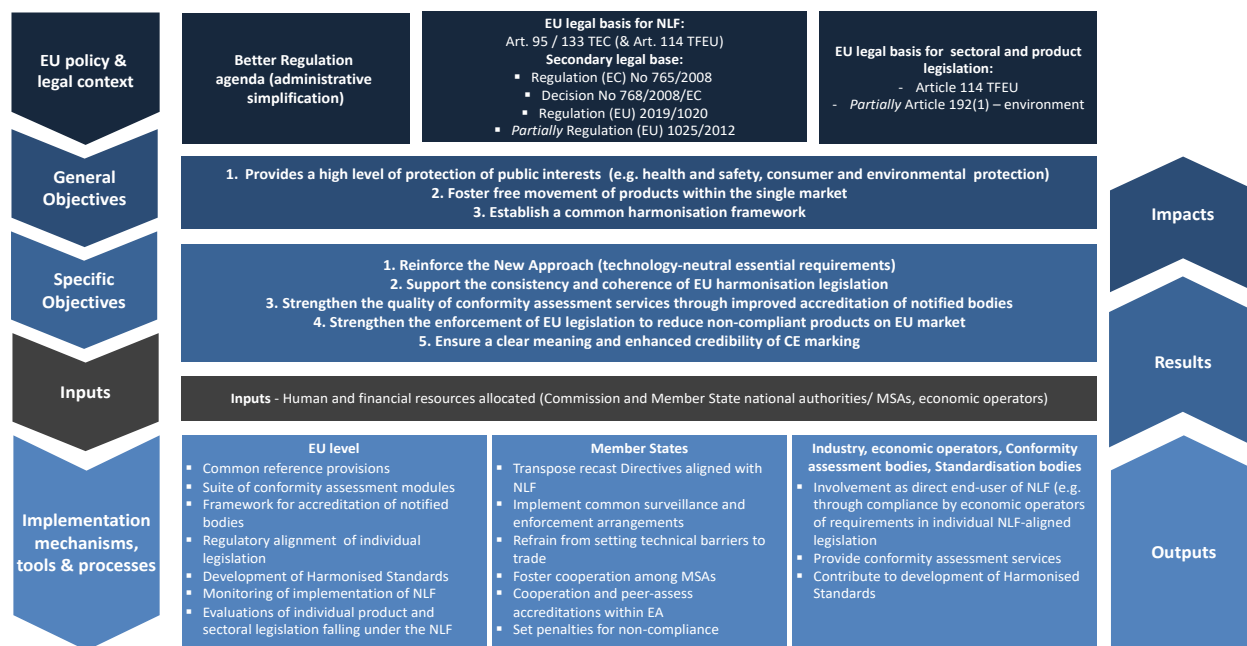 EU policy &
legal context
Better Regulation
agenda (administrative
simplification)
EU legal basis for NLF:
Art. 95 / 133 TEC (& Art. 114 TFEU)
Secondary legal base:
▪ Regulation (EC) No 765/2008
▪ Decision No 768/2008/EC
▪ Regulation (EU) 2019/1020
▪ Partially Regulation (EU) 1025/2012
EU legal basis for sectoral and product
legislation:
- Article 114 TFEU
- Partially Article 192(1) – environment
General
Objectives
1. Provides a high level of protection of public interests (e.g. health and safety, consumer and environmental protection)
2. Foster free movement of products within the single market
3. Establish a common harmonisation framework
Impacts
Specific
Objectives
1. Reinforce the New Approach (technology-neutral essential requirements)
2. Support the consistency and coherence of EU harmonisation legislation
3. Strengthen the quality of conformity assessment services through improved accreditation of notified bodies
4. Strengthen the enforcement of EU legislation to reduce non-compliant products on EU market
5. Ensure a clear meaning and enhanced credibility of CE marking
Results
Inputs
Inputs - Human and financial resources allocated (Commission and Member State national authorities/ MSAs, economic operators)
Implementation
mechanisms,
tools & processes
EU level
▪ Common reference provisions
▪ Suite of conformity assessment modules
▪ Framework for accreditation of notified
bodies
▪ Regulatory alignment of individual
legislation
▪ Development of Harmonised Standards
▪ Monitoring of implementation of NLF
▪ Evaluations of individual product and
sectoral legislation falling under the NLF
Member States
▪ Transpose recast Directives aligned with
NLF
▪ Implement common surveillance and
enforcement arrangements
▪ Refrain from setting technical barriers to
trade
▪ Foster cooperation among MSAs
▪ Cooperation and peer-assess
accreditations within EA
▪ Set penalties for non-compliance
Industry, economic operators, Conformity
assessment bodies, Standardisation bodies
▪ Involvement as direct end-user of NLF (e.g.
through compliance by economic operators
of requirements in individual NLF-aligned
legislation
▪ Provide conformity assessment services
▪ Contribute to development of Harmonised
Standards
Outputs